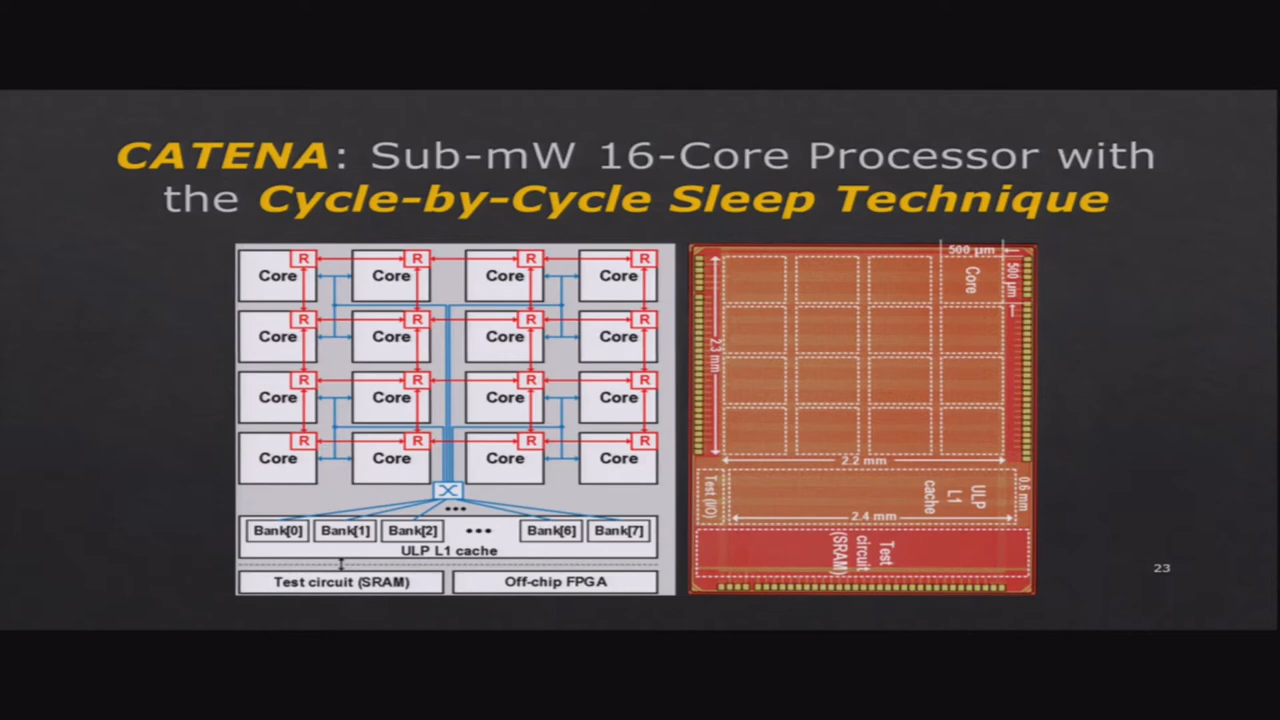 CATENA: Sub-mW 16-Core Processor with
the Cycle-by-Cycle Sleep Technique
R R R R
Core Core Core Core
R R R R
Core Core Core Core
R R R R
Core Core Core Core
R R R R
Core Core Core Core
•••
Bank[0] Bank[1] Bank[2] ••• Bank[6] Bank[7]
ULP L1 cache
Test circuit (SRAM) Off-chip FPGA
500 µm
500 µm
Core
2.3 mm
2.2 mm
Test (I/O)
ULP
L1
cache
0.6 mm
2.4 mm
Test
circuit
(SRAM)
23